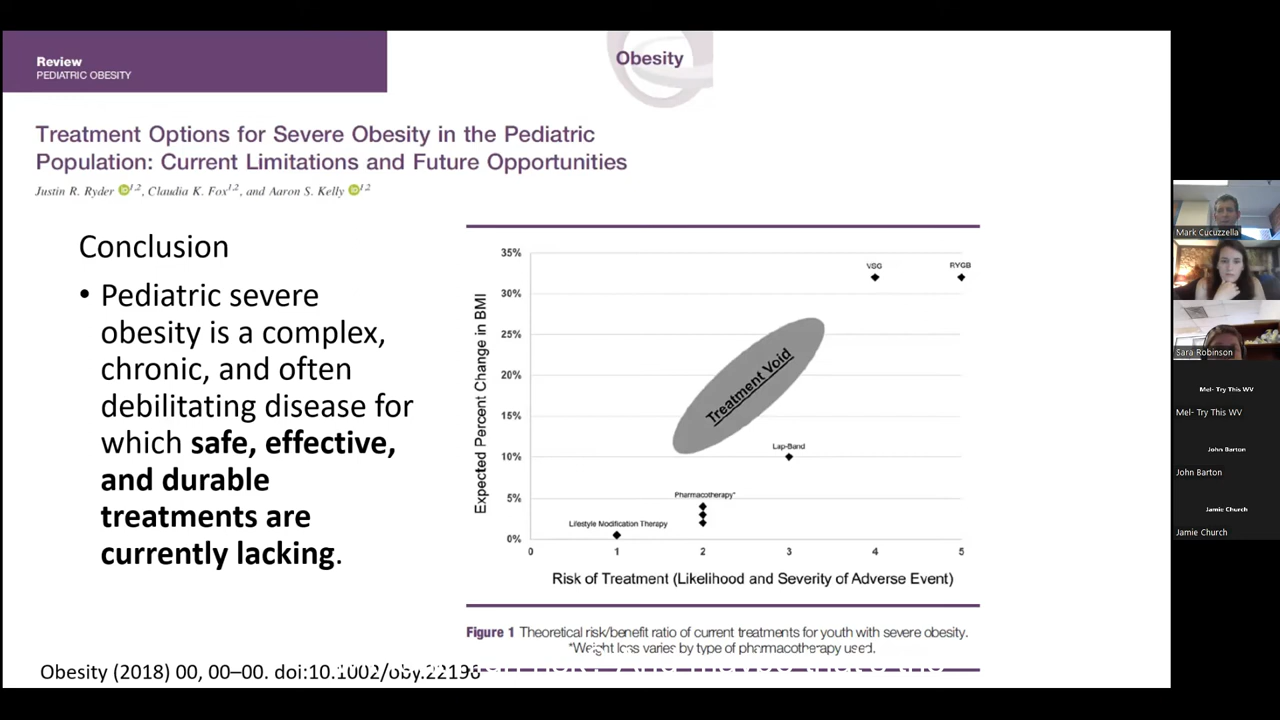 Review
PEDIATRIC OBESITY
Obesity
Treatment Options for Severe Obesity in the Pediatric
Population: Current Limitations and Future Opportunities
Justin R. Ryder 1,2, Claudia K. Fox1,2, and Aaron S. Kelly 1,2
Conclusion
• Pediatric severe
obesity is a complex,
chronic, and often
debilitating disease for
which safe, effective,
and durable
treatments are
currently lacking.
Expected Percent Change in BMI
35%
30%
25%
20%
15%
10%
5%
0%
VSG
RYGB
Treatment Void
Lap-Band
Pharmacotherapy*
Lifestyle Modification Therapy
0 1 2 3 4 5
Risk of Treatment (Likelihood and Severity of Adverse Event)
Figure 1 Theoretical risk/benefit ratio of current treatments for youth with severe obesity.
*Weight loss varies by type of pharmacotherapy used.
Obesity (2018) 00, 00–00. doi:10.1002/oby.22196
Mark Cucuzzella
Sara Robinson
Mel- Try This WV
Mel- Try This WV
John Barton
John Barton
Jamie Church
Jamie Church